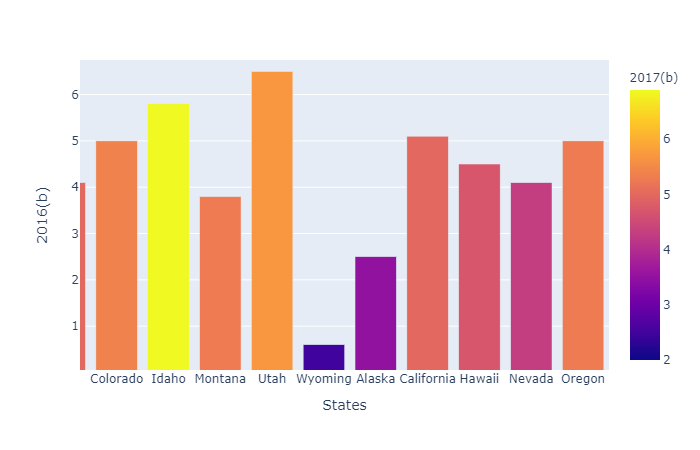 2017(b)
6
5
4
3
2
1
2016(b)
6
5
4
3
2
Colorado Idaho Montana Utah Wyoming Alaska California Hawaii Nevada Oregon
States